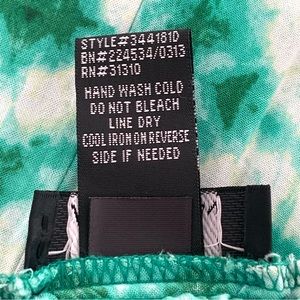 STYLE#344181D
BN#224534/0313
RN#31310
HAND WASH COLD
DO NOT BLEACH
LINE DRY
COOL IRON ON REVERSE
SIDE IF NEEDED